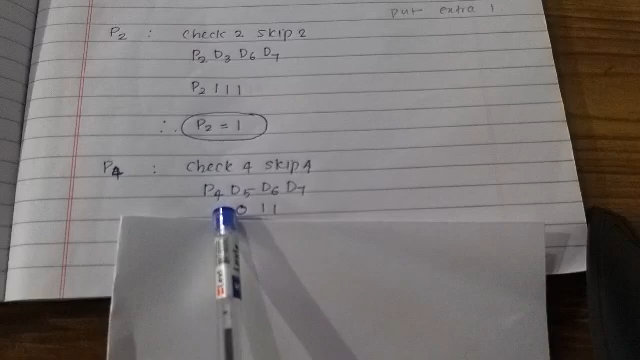 put extra 1
P2 : Check 2 skip 2
P2 D3 D6 D7
P2 1 1 1
∴ P2 = 1
P4 : Check 4 skip 4
P4 D5 D6 D7
0 1 1